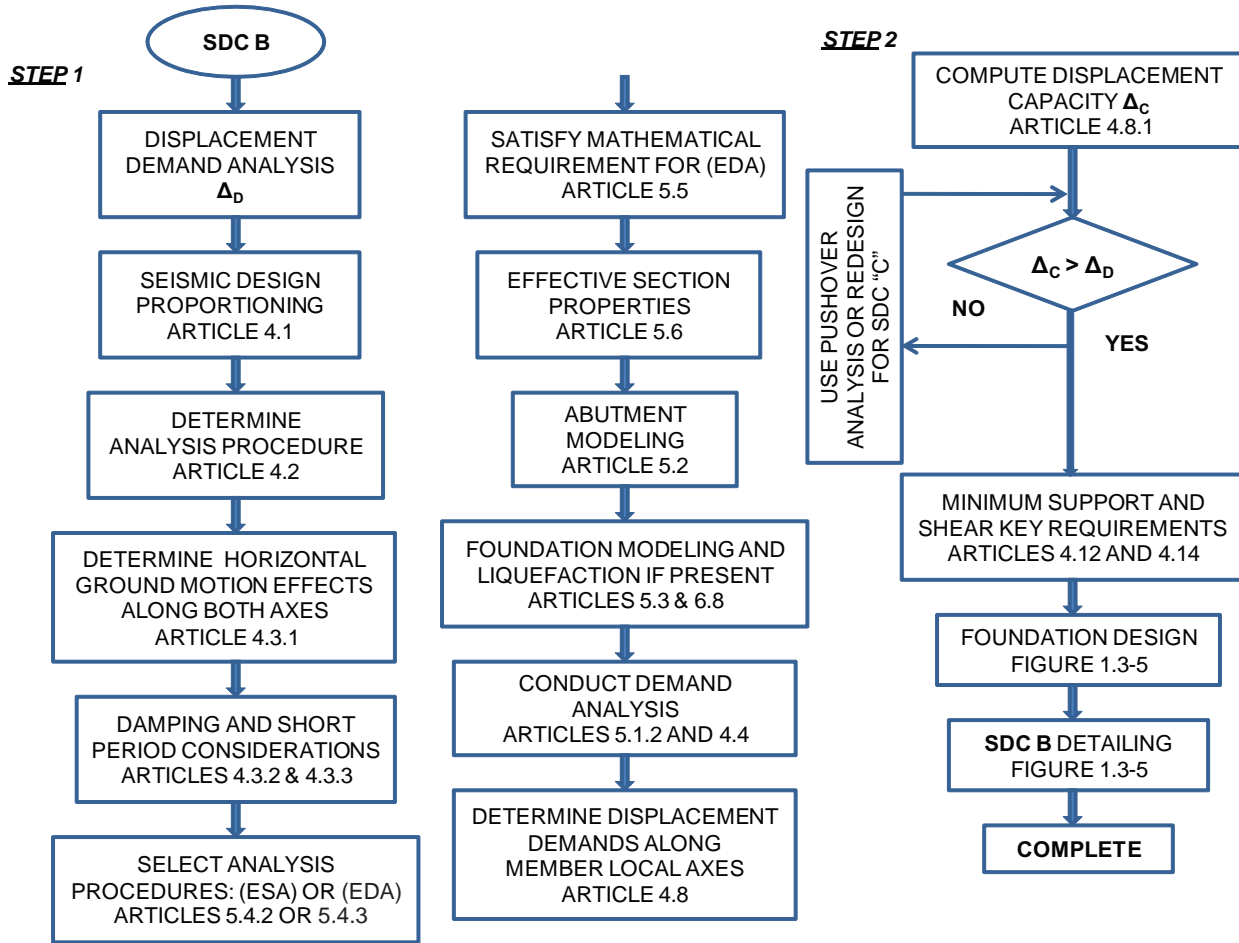 STEP 1
SDC B
DISPLACEMENT
DEMAND ANALYSIS
Δ_D
SEISMIC DESIGN
PROPORTIONING
ARTICLE 4.1
DETERMINE
ANALYSIS PROCEDURE
ARTICLE 4.2
DETERMINE HORIZONTAL
GROUND MOTION EFFECTS
ALONG BOTH AXES
ARTICLE 4.3.1
DAMPING AND SHORT
PERIOD CONSIDERATIONS
ARTICLES 4.3.2 & 4.3.3
SELECT ANALYSIS
PROCEDURES: (ESA) OR (EDA)
ARTICLES 5.4.2 OR 5.4.3
SATISFY MATHEMATICAL
REQUIREMENT FOR (EDA)
ARTICLE 5.5
EFFECTIVE SECTION
PROPERTIES
ARTICLE 5.6
ABUTMENT
MODELING
ARTICLE 5.2
FOUNDATION MODELING AND
LIQUEFACTION IF PRESENT
ARTICLES 5.3 & 6.8
CONDUCT DEMAND
ANALYSIS
ARTICLES 5.1.2 AND 4.4
DETERMINE DISPLACEMENT
DEMANDS ALONG
MEMBER LOCAL AXES
ARTICLE 4.8
STEP 2
COMPUTE DISPLACEMENT
CAPACITY Δ_C
ARTICLE 4.8.1
USE PUSHOVER
ANALYSIS OR REDESIGN
FOR SDC “C”
Δ_C > Δ_D
NO
YES
MINIMUM SUPPORT AND
SHEAR KEY REQUIREMENTS
ARTICLES 4.12 AND 4.14
FOUNDATION DESIGN
FIGURE 1.3-5
SDC B DETAILING
FIGURE 1.3-5
COMPLETE